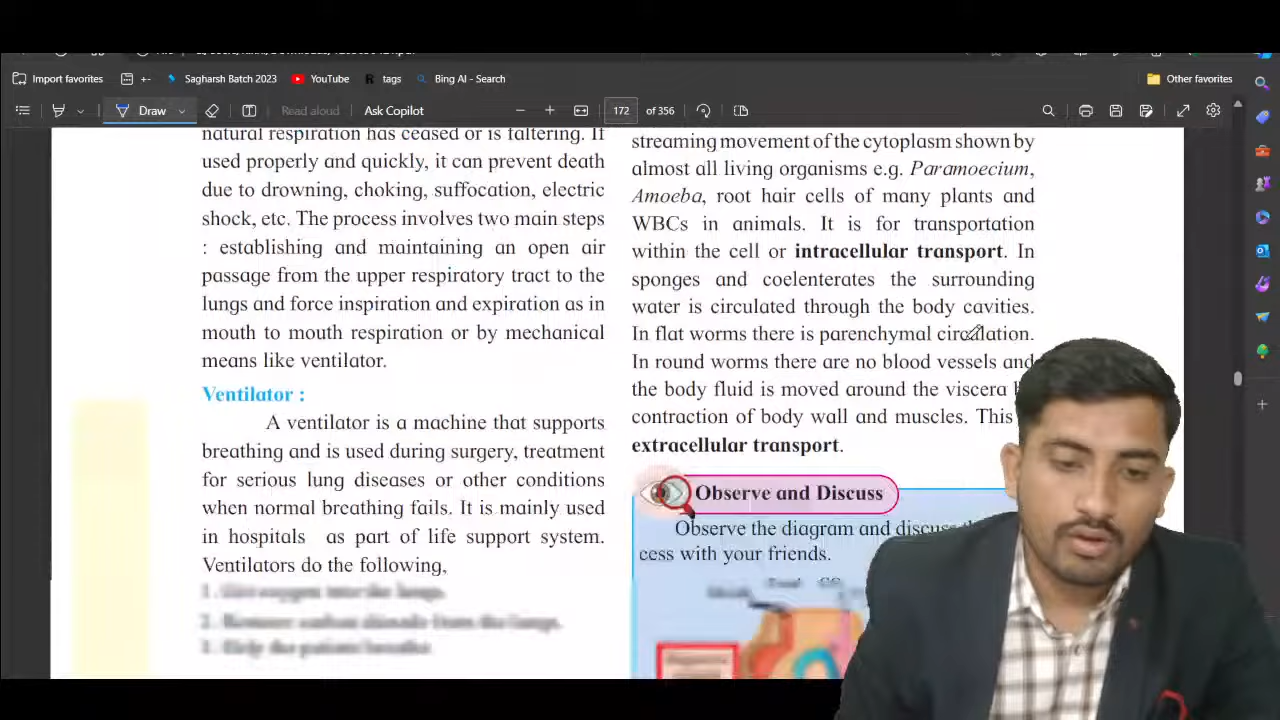 Import favorites
+-
Sagharsh Batch 2023
YouTube
tags
Bing AI - Search
Other favorites
Draw
Read aloud
Ask Copilot
172
of 356
natural respiration has ceased or is faltering. If
used properly and quickly, it can prevent death
due to drowning, choking, suffocation, electric
shock, etc. The process involves two main steps
: establishing and maintaining an open air
passage from the upper respiratory tract to the
lungs and force inspiration and expiration as in
mouth to mouth respiration or by mechanical
means like ventilator.
Ventilator :
A ventilator is a machine that supports
breathing and is used during surgery, treatment
for serious lung diseases or other conditions
when normal breathing fails. It is mainly used
in hospitals as part of life support system.
Ventilators do the following,
streaming movement of the cytoplasm shown by
almost all living organisms e.g. Paramoecium,
Amoeba, root hair cells of many plants and
WBCs in animals. It is for transportation
within the cell or intracellular transport. In
sponges and coelenterates the surrounding
water is circulated through the body cavities.
In flat worms there is parenchymal circulation.
In round worms there are no blood vessels and
the body fluid is moved around the viscera
contraction of body wall and muscles. This
extracellular transport.
Observe and Discuss
Observe the diagram and discuss
cess with your friends.